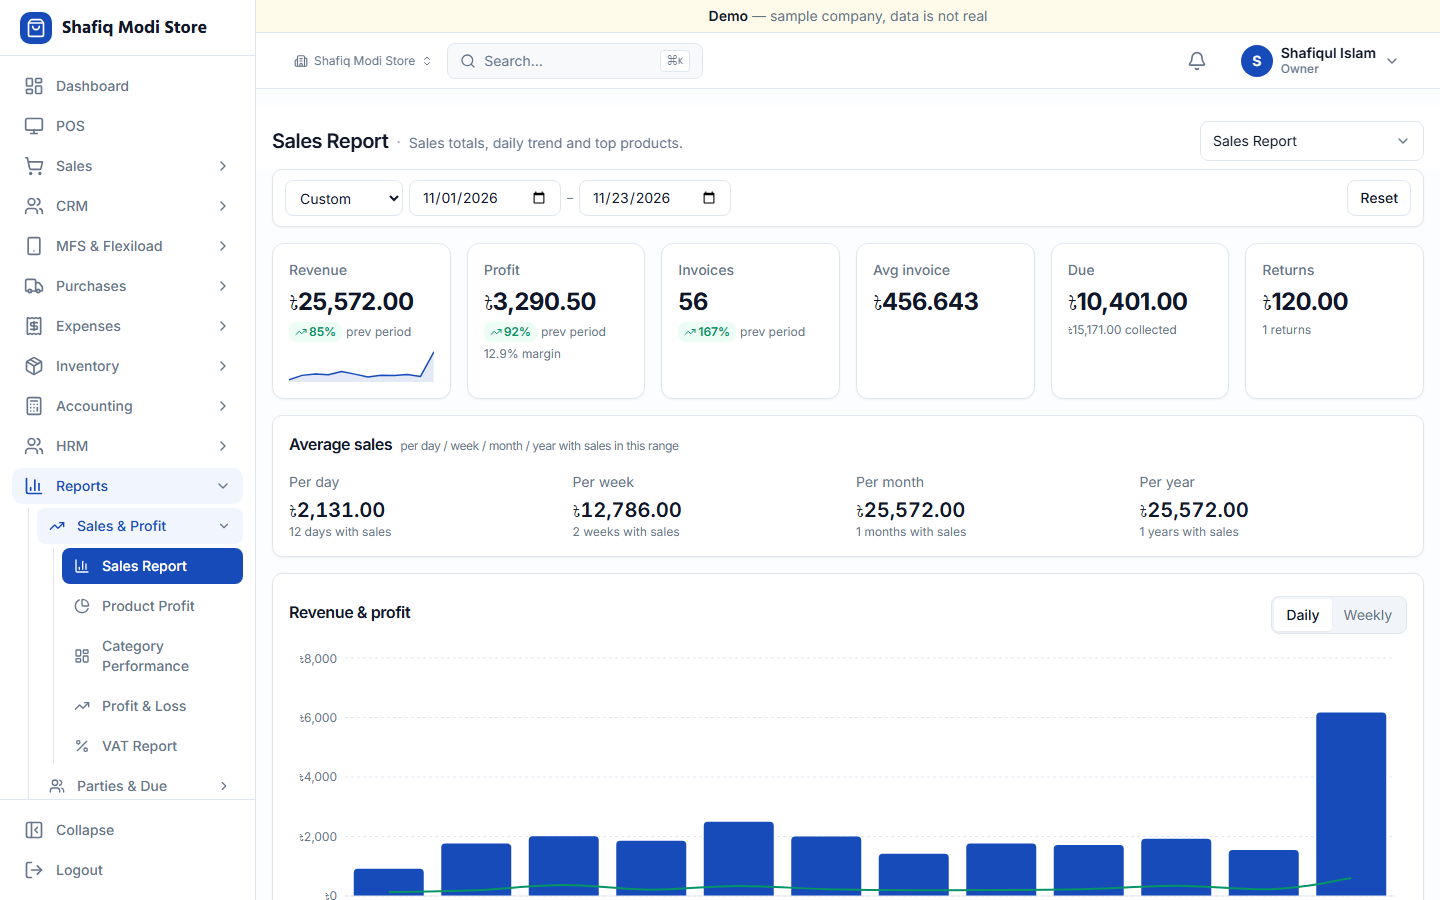 Shafiq Modi Store
Demo — sample company, data is not real
Shafiq Modi Store
Search...
⌘K
S
Shafiqul Islam
Owner
Dashboard
POS
Sales
CRM
MFS & Flexiload
Purchases
Expenses
Inventory
Accounting
HRM
Reports
Sales & Profit
Sales Report
Product Profit
Category
Performance
Profit & Loss
VAT Report
Parties & Due
Collapse
Logout
Sales Report · Sales totals, daily trend and top products.
Sales Report
Custom
11/01/2026 – 11/23/2026
Reset
Revenue
৳25,572.00
85% prev period
Profit
৳3,290.50
92% prev period
12.9% margin
Invoices
56
167% prev period
Avg invoice
৳456.643
Due
৳10,401.00
৳15,171.00 collected
Returns
৳120.00
1 returns
Average sales per day / week / month / year with sales in this range
Per day
৳2,131.00
12 days with sales
Per week
৳12,786.00
2 weeks with sales
Per month
৳25,572.00
1 months with sales
Per year
৳25,572.00
1 years with sales
Revenue & profit
Daily
Weekly
৳8,000
৳6,000
৳4,000
৳2,000
৳0